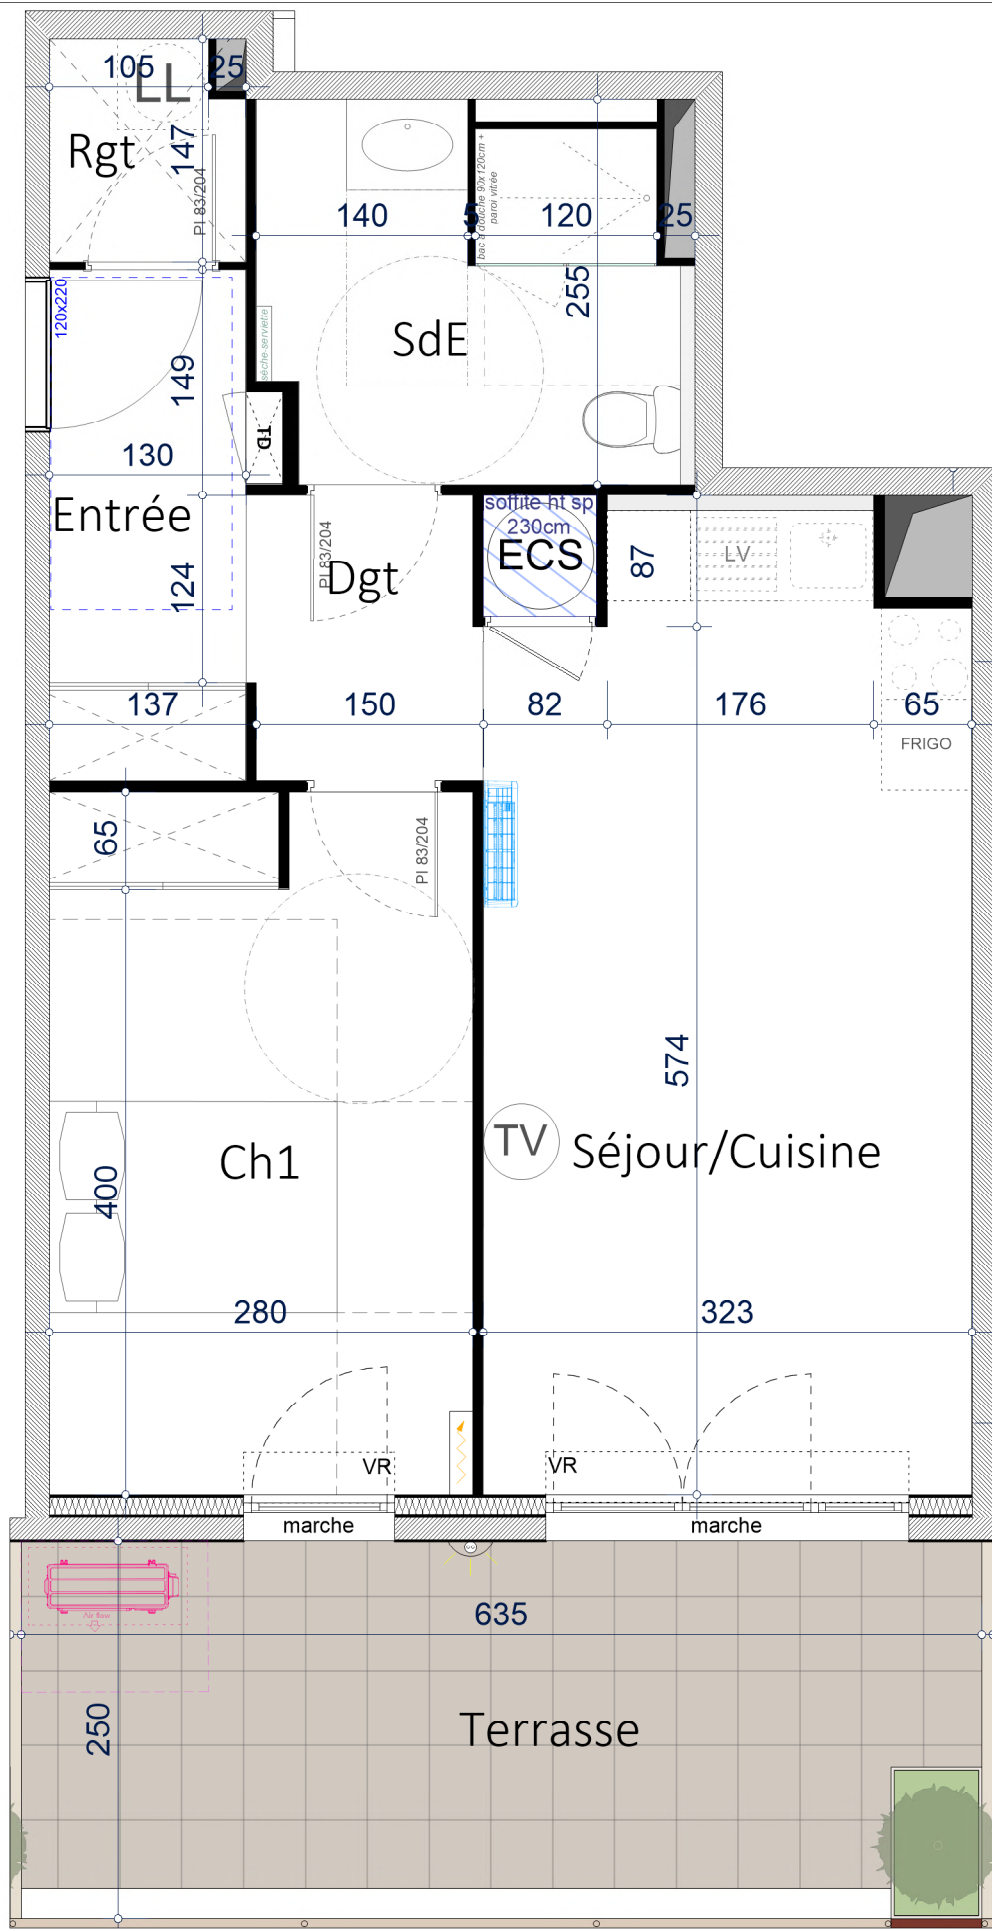 105
25
LL
Rgt
147
PI 83/204
140
5
120
25
bac à douche 90x120cm +
paroi vitrée
255
120x220
SdE
sèche-serviette
149
130
TD
Entrée
124
PI 83/204
Dgt
soffite ht sp
230cm
ECS
87
LV
137
150
82
176
65
FRIGO
65
PI 83/204
574
TV
Séjour/Cuisine
Ch1
400
280
323
VR
VR
marche
marche
Air flow
635
250
Terrasse